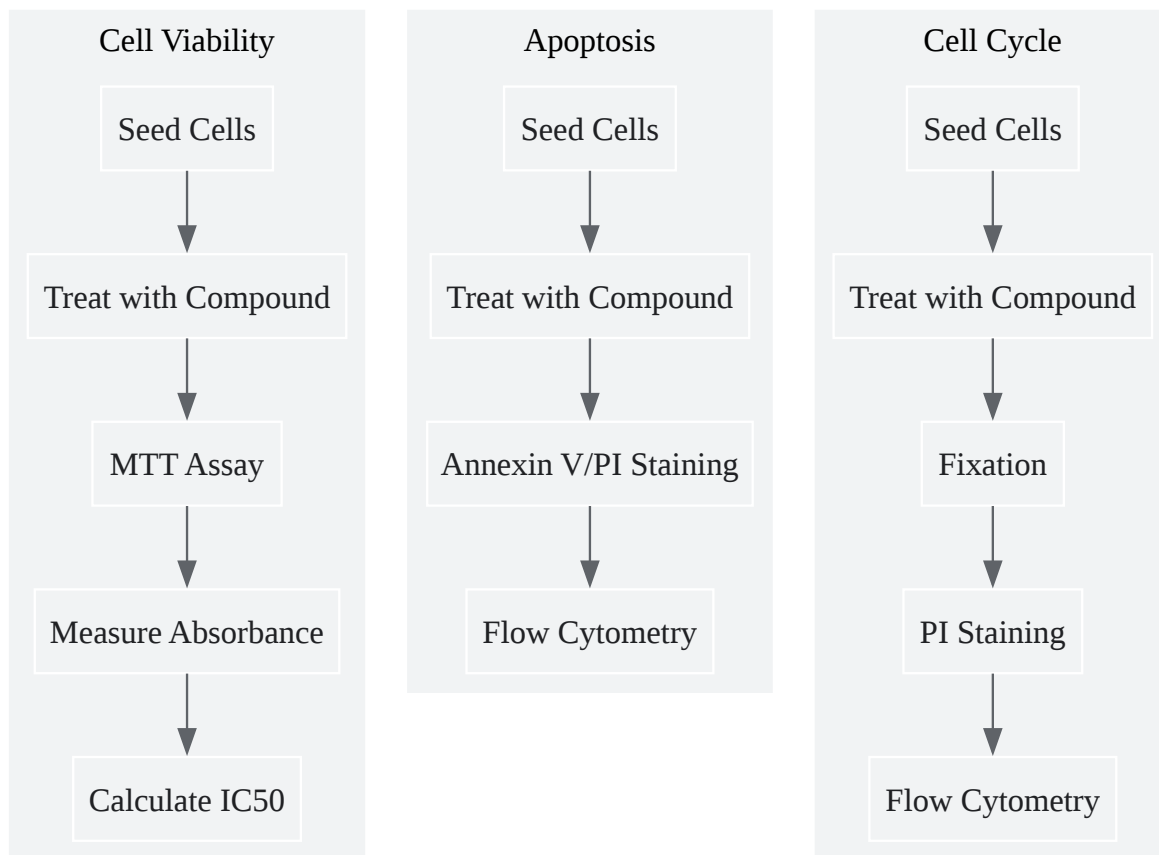 Cell Viability
Seed Cells
Treat with Compound
MTT Assay
Measure Absorbance
Calculate IC50
Apoptosis
Seed Cells
Treat with Compound
Annexin V/PI Staining
Flow Cytometry
Cell Cycle
Seed Cells
Treat with Compound
Fixation
PI Staining
Flow Cytometry